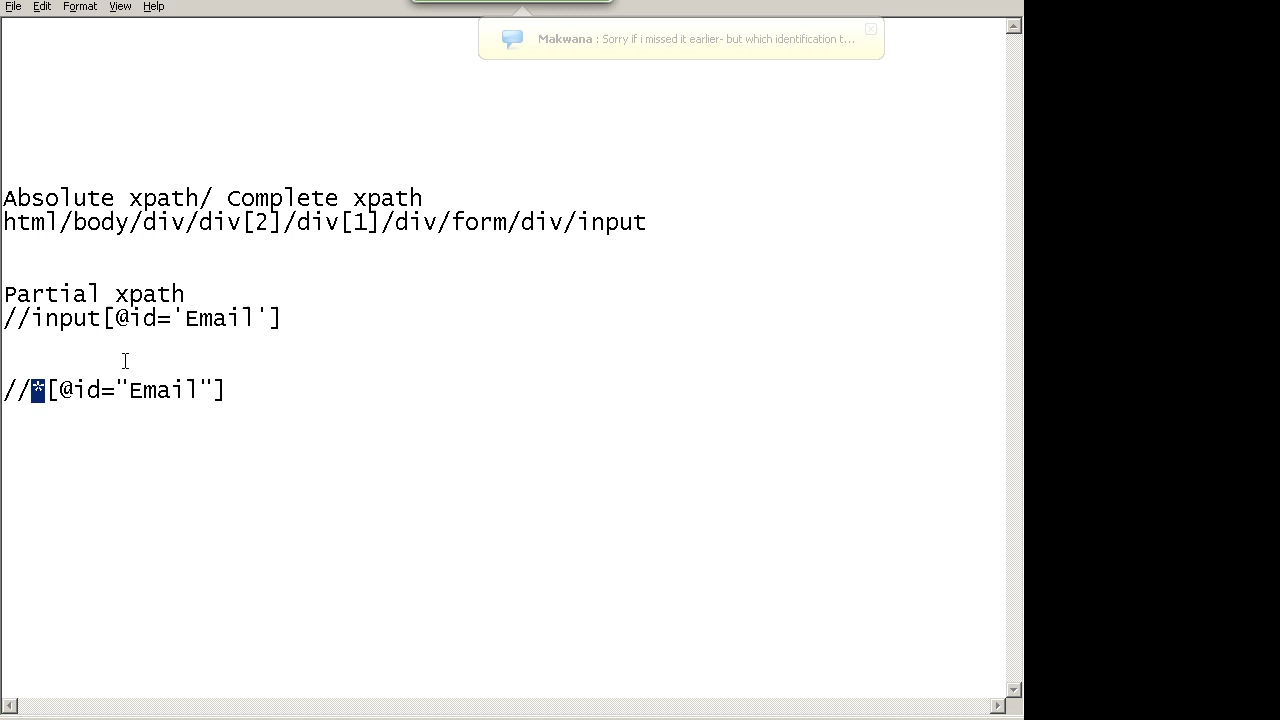 File Edit Format View Help
Makwana : Sorry if i missed it earlier- but which identification t...
Absolute xpath/ Complete xpath
html/body/div/div[2]/div[1]/div/form/div/input
Partial xpath
//input[@id='Email']
//*[@id="Email"]